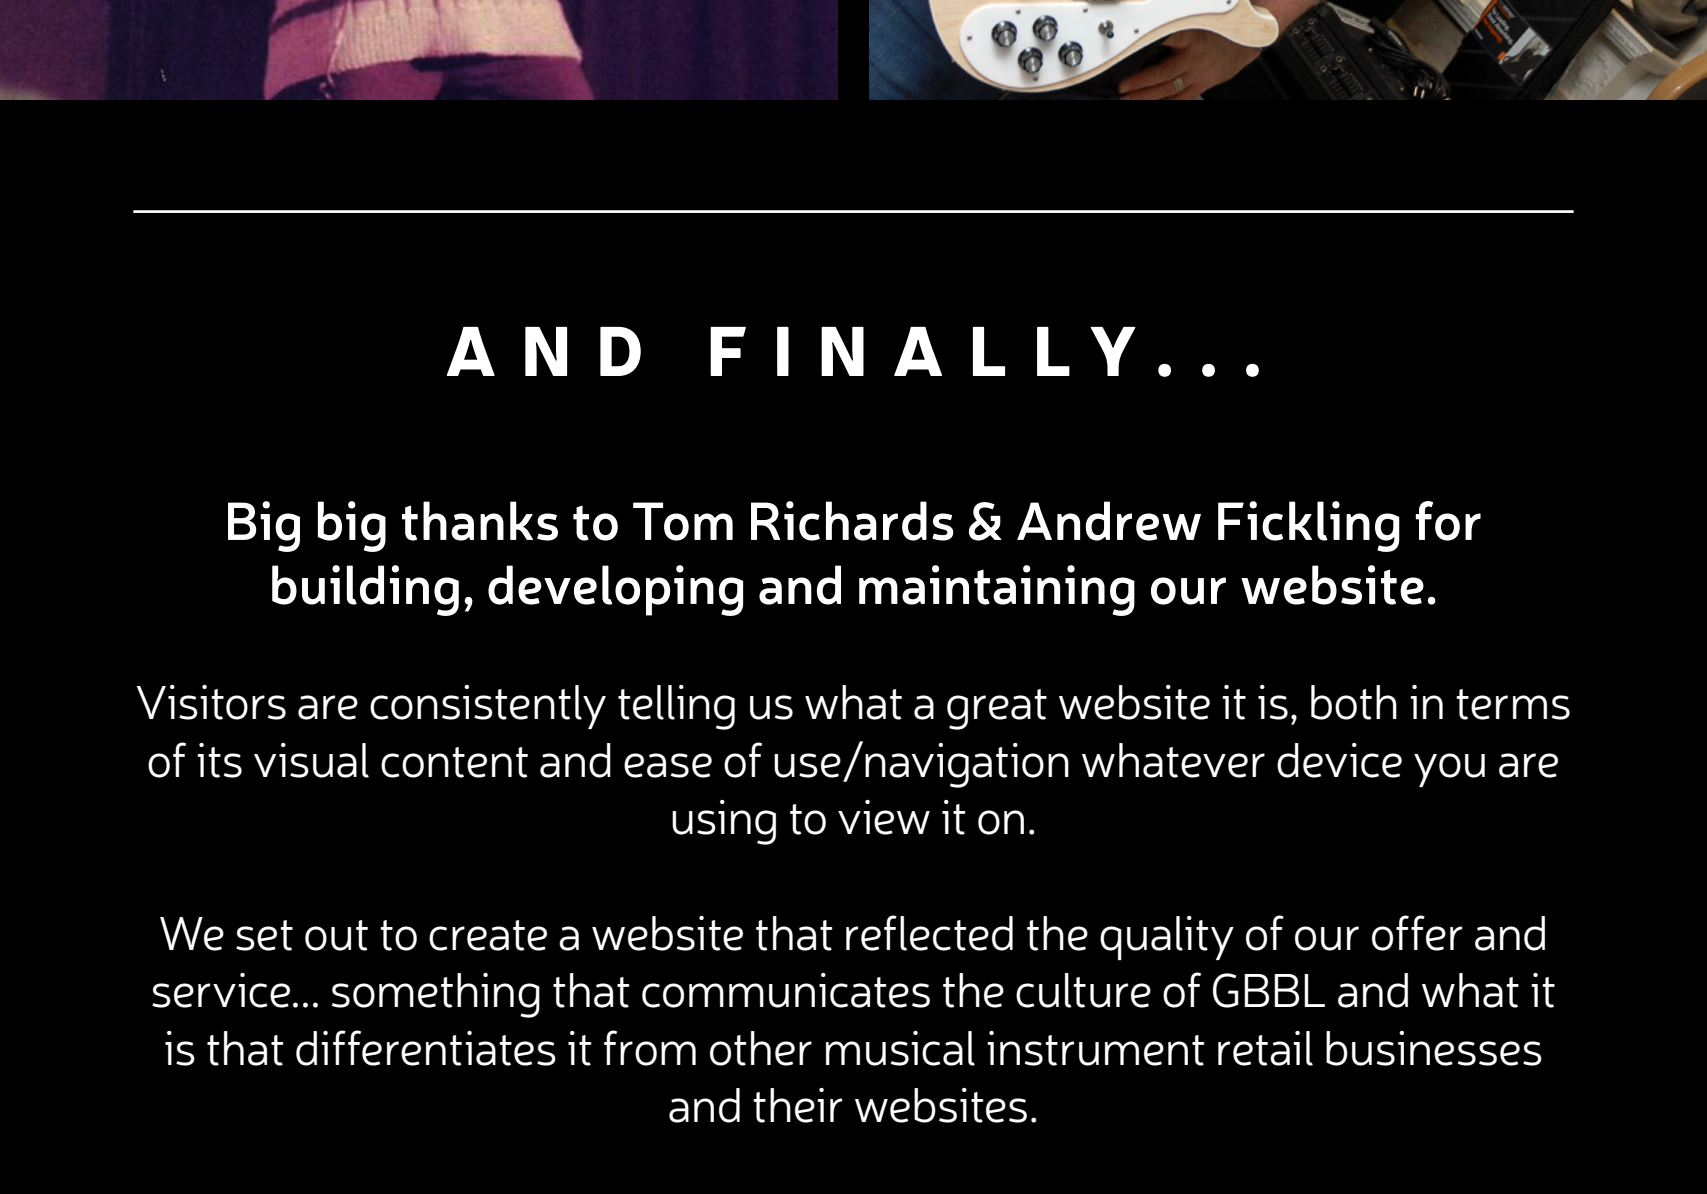 AND FINALLY...
Big big thanks to Tom Richards & Andrew Fickling for
building, developing and maintaining our website.
Visitors are consistently telling us what a great website it is, both in terms
of its visual content and ease of use/navigation whatever device you are
using to view it on.
We set out to create a website that reflected the quality of our offer and
service... something that communicates the culture of GBBL and what it
is that differentiates it from other musical instrument retail businesses
and their websites.